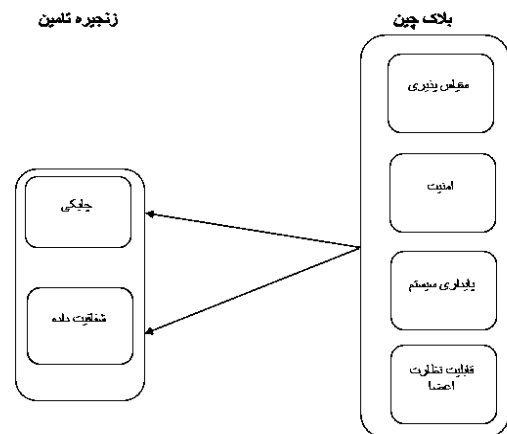 بلاک چین
زنجیره تامین
مقیاس پذیری
امنیت
پایداری سیستم
قابلیت نظارت
اعضا
چابکی
شفافیت داده